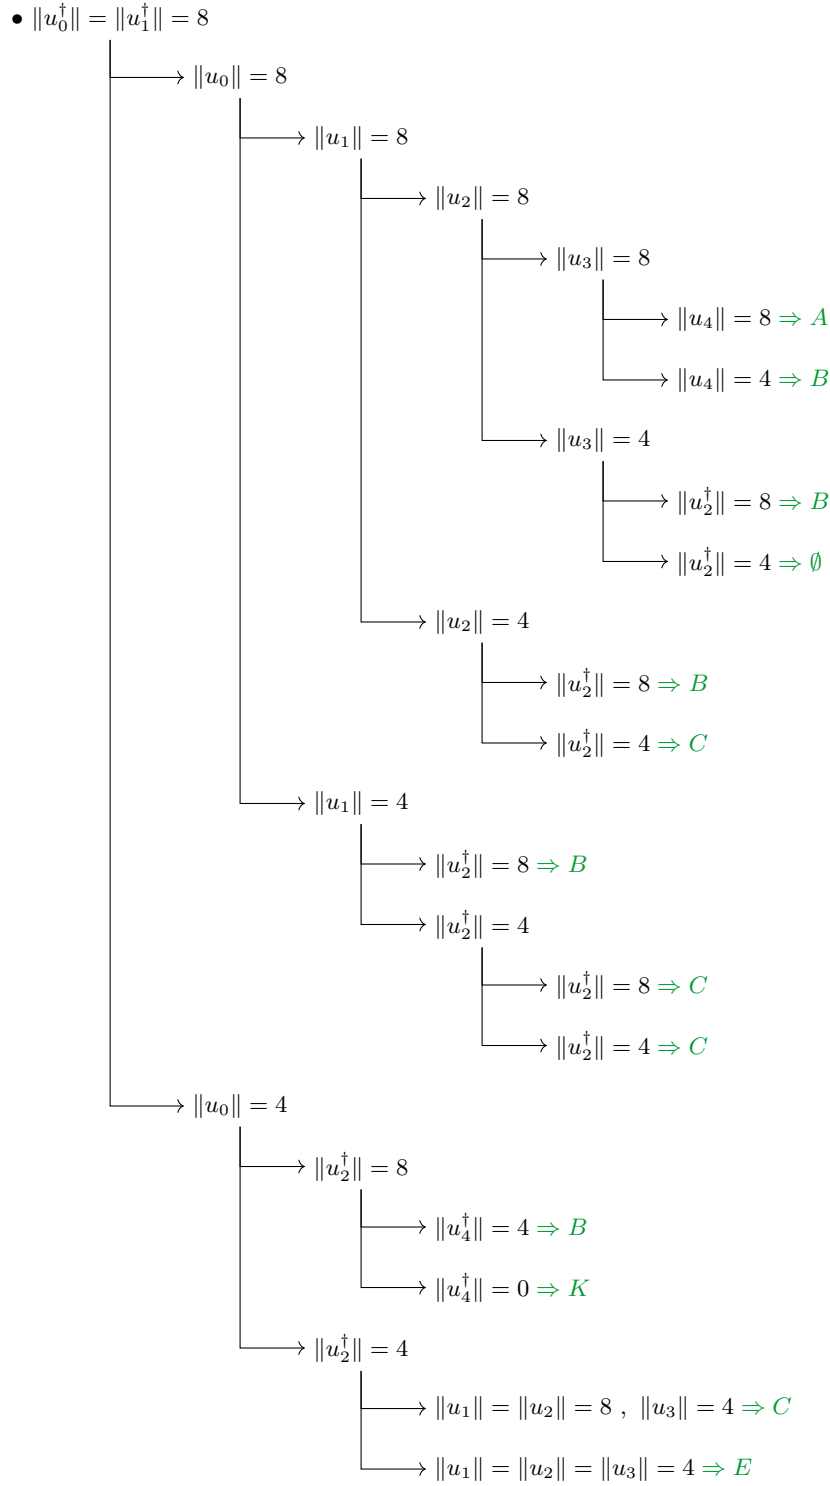 • ‖u₀†‖ = ‖u₁†‖ = 8
‖u₀‖ = 8
‖u₁‖ = 8
‖u₂‖ = 8
‖u₃‖ = 8
‖u₄‖ = 8 ⇒ A
‖u₄‖ = 4 ⇒ B
‖u₃‖ = 4
‖u₂†‖ = 8 ⇒ B
‖u₂†‖ = 4 ⇒ ∅
‖u₂‖ = 4
‖u₂†‖ = 8 ⇒ B
‖u₂†‖ = 4 ⇒ C
‖u₁‖ = 4
‖u₂†‖ = 8 ⇒ B
‖u₂†‖ = 4
‖u₂†‖ = 8 ⇒ C
‖u₂†‖ = 4 ⇒ C
‖u₀‖ = 4
‖u₂†‖ = 8
‖u₄†‖ = 4 ⇒ B
‖u₄†‖ = 0 ⇒ K
‖u₂†‖ = 4
‖u₁‖ = ‖u₂‖ = 8 , ‖u₃‖ = 4 ⇒ C
‖u₁‖ = ‖u₂‖ = ‖u₃‖ = 4 ⇒ E